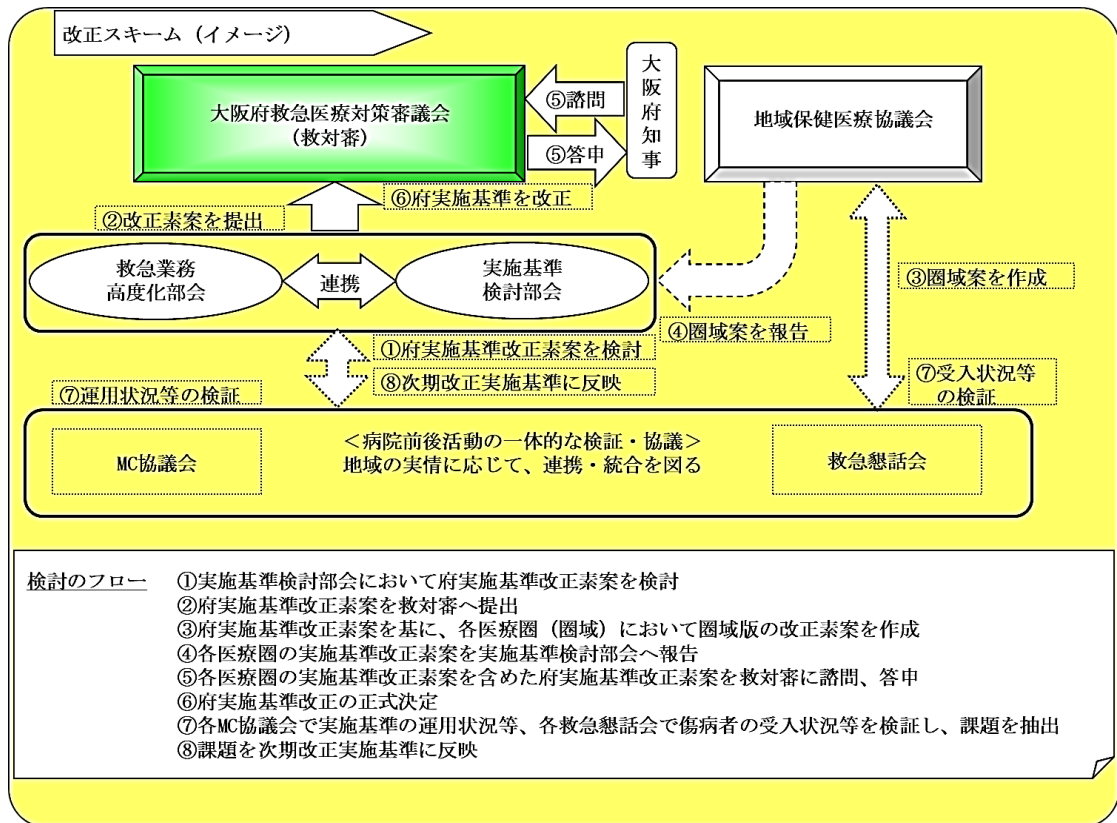 改正スキーム（イメージ）
大阪府救急医療対策審議会
(救対審)
⑤諮問
⑤答申
大阪府知事
地域保健医療協議会
②改正素案を提出
⑥府実施基準を改正
救急業務
高度化部会
連携
実施基準
検討部会
③圏域案を作成
④圏域案を報告
①府実施基準改正素案を検討
⑧次期改正実施基準に反映
⑦運用状況等の検証
⑦受入状況等
の検証
MC協議会
＜病院前後活動の一体的な検証・協議＞
地域の実情に応じて、連携・統合を図る
救急懇話会
検討のフロー　①実施基準検討部会において府実施基準改正素案を検討
②府実施基準改正素案を救対審へ提出
③府実施基準改正素案を基に、各医療圏（圏域）において圏域版の改正素案を作成
④各医療圏の実施基準改正素案を実施基準検討部会へ報告
⑤各医療圏の実施基準改正素案を含めた府実施基準改正素案を救対審に諮問、答申
⑥府実施基準改正の正式決定
⑦各MC協議会で実施基準の運用状況等、各救急懇話会で傷病者の受入状況等を検証し、課題を抽出
⑧課題を次期改正実施基準に反映